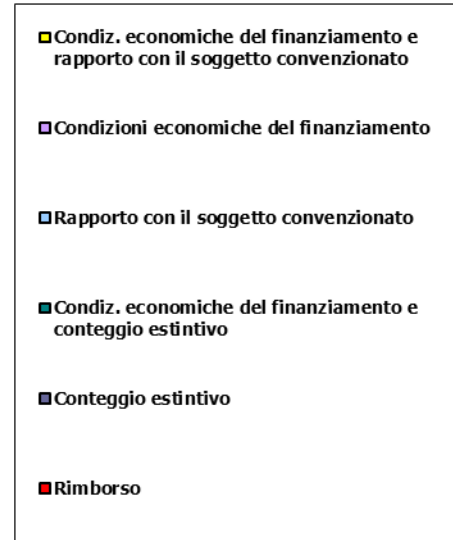 Condiz. economiche del finanziamento e
rapporto con il soggetto convenzionato
Condizioni economiche del finanziamento
Rapporto con il soggetto convenzionato
Condiz. economiche del finanziamento e
conteggio estintivo
Conteggio estintivo
Rimborso